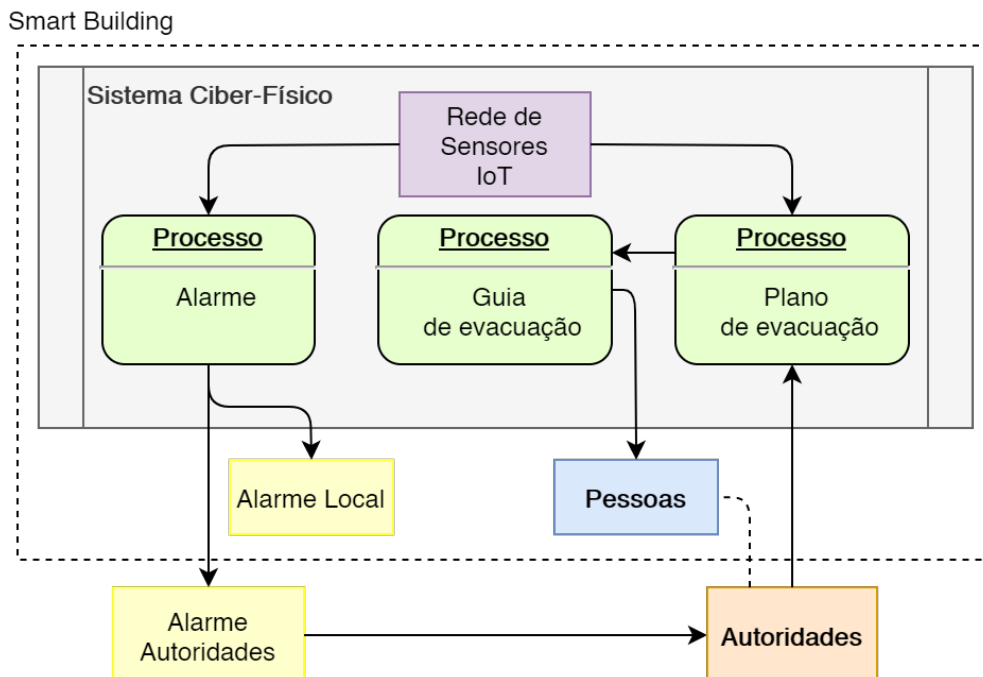 Smart Building
Sistema Ciber-Físico
Rede de
Sensores
IoT
Processo
Alarme
Processo
Guia
de evacuação
Processo
Plano
de evacuação
Alarme Local
Pessoas
Alarme
Autoridades
Autoridades